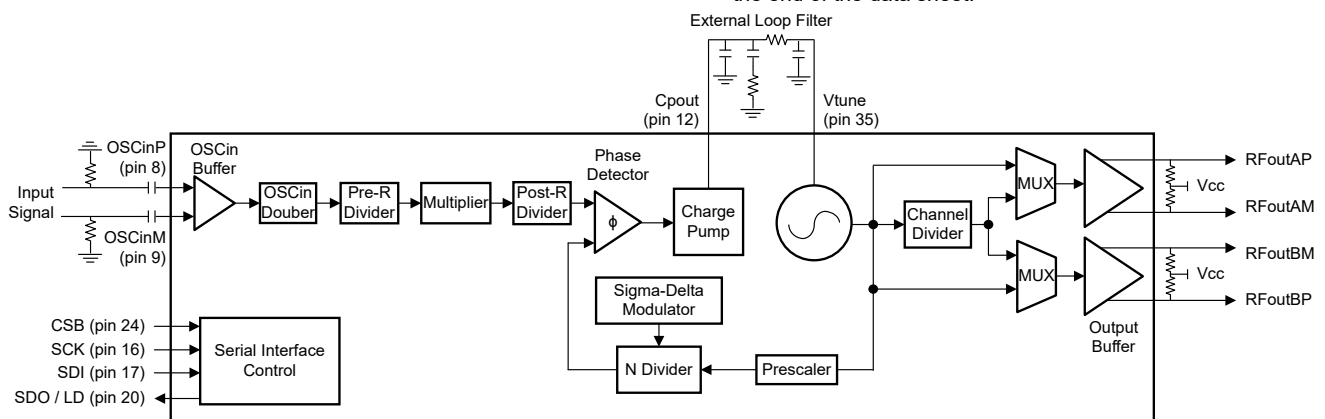 the end of the data sheet.
External Loop Filter
Cpout
(pin 12)
Vtune
(pin 35)
OSCinP
(pin 8)
Input
Signal
OSCinM
(pin 9)
OSCin
Buffer
OSCin
Douber
Pre-R
Divider
Multiplier
Post-R
Divider
Phase
Detector
ϕ
Charge
Pump
Channel
Divider
MUX
MUX
Output
Buffer
RFoutAP
Vcc
RFoutAM
RFoutBM
Vcc
RFoutBP
Sigma-Delta
Modulator
N Divider
Prescaler
CSB (pin 24)
SCK (pin 16)
SDI (pin 17)
SDO / LD (pin 20)
Serial Interface
Control